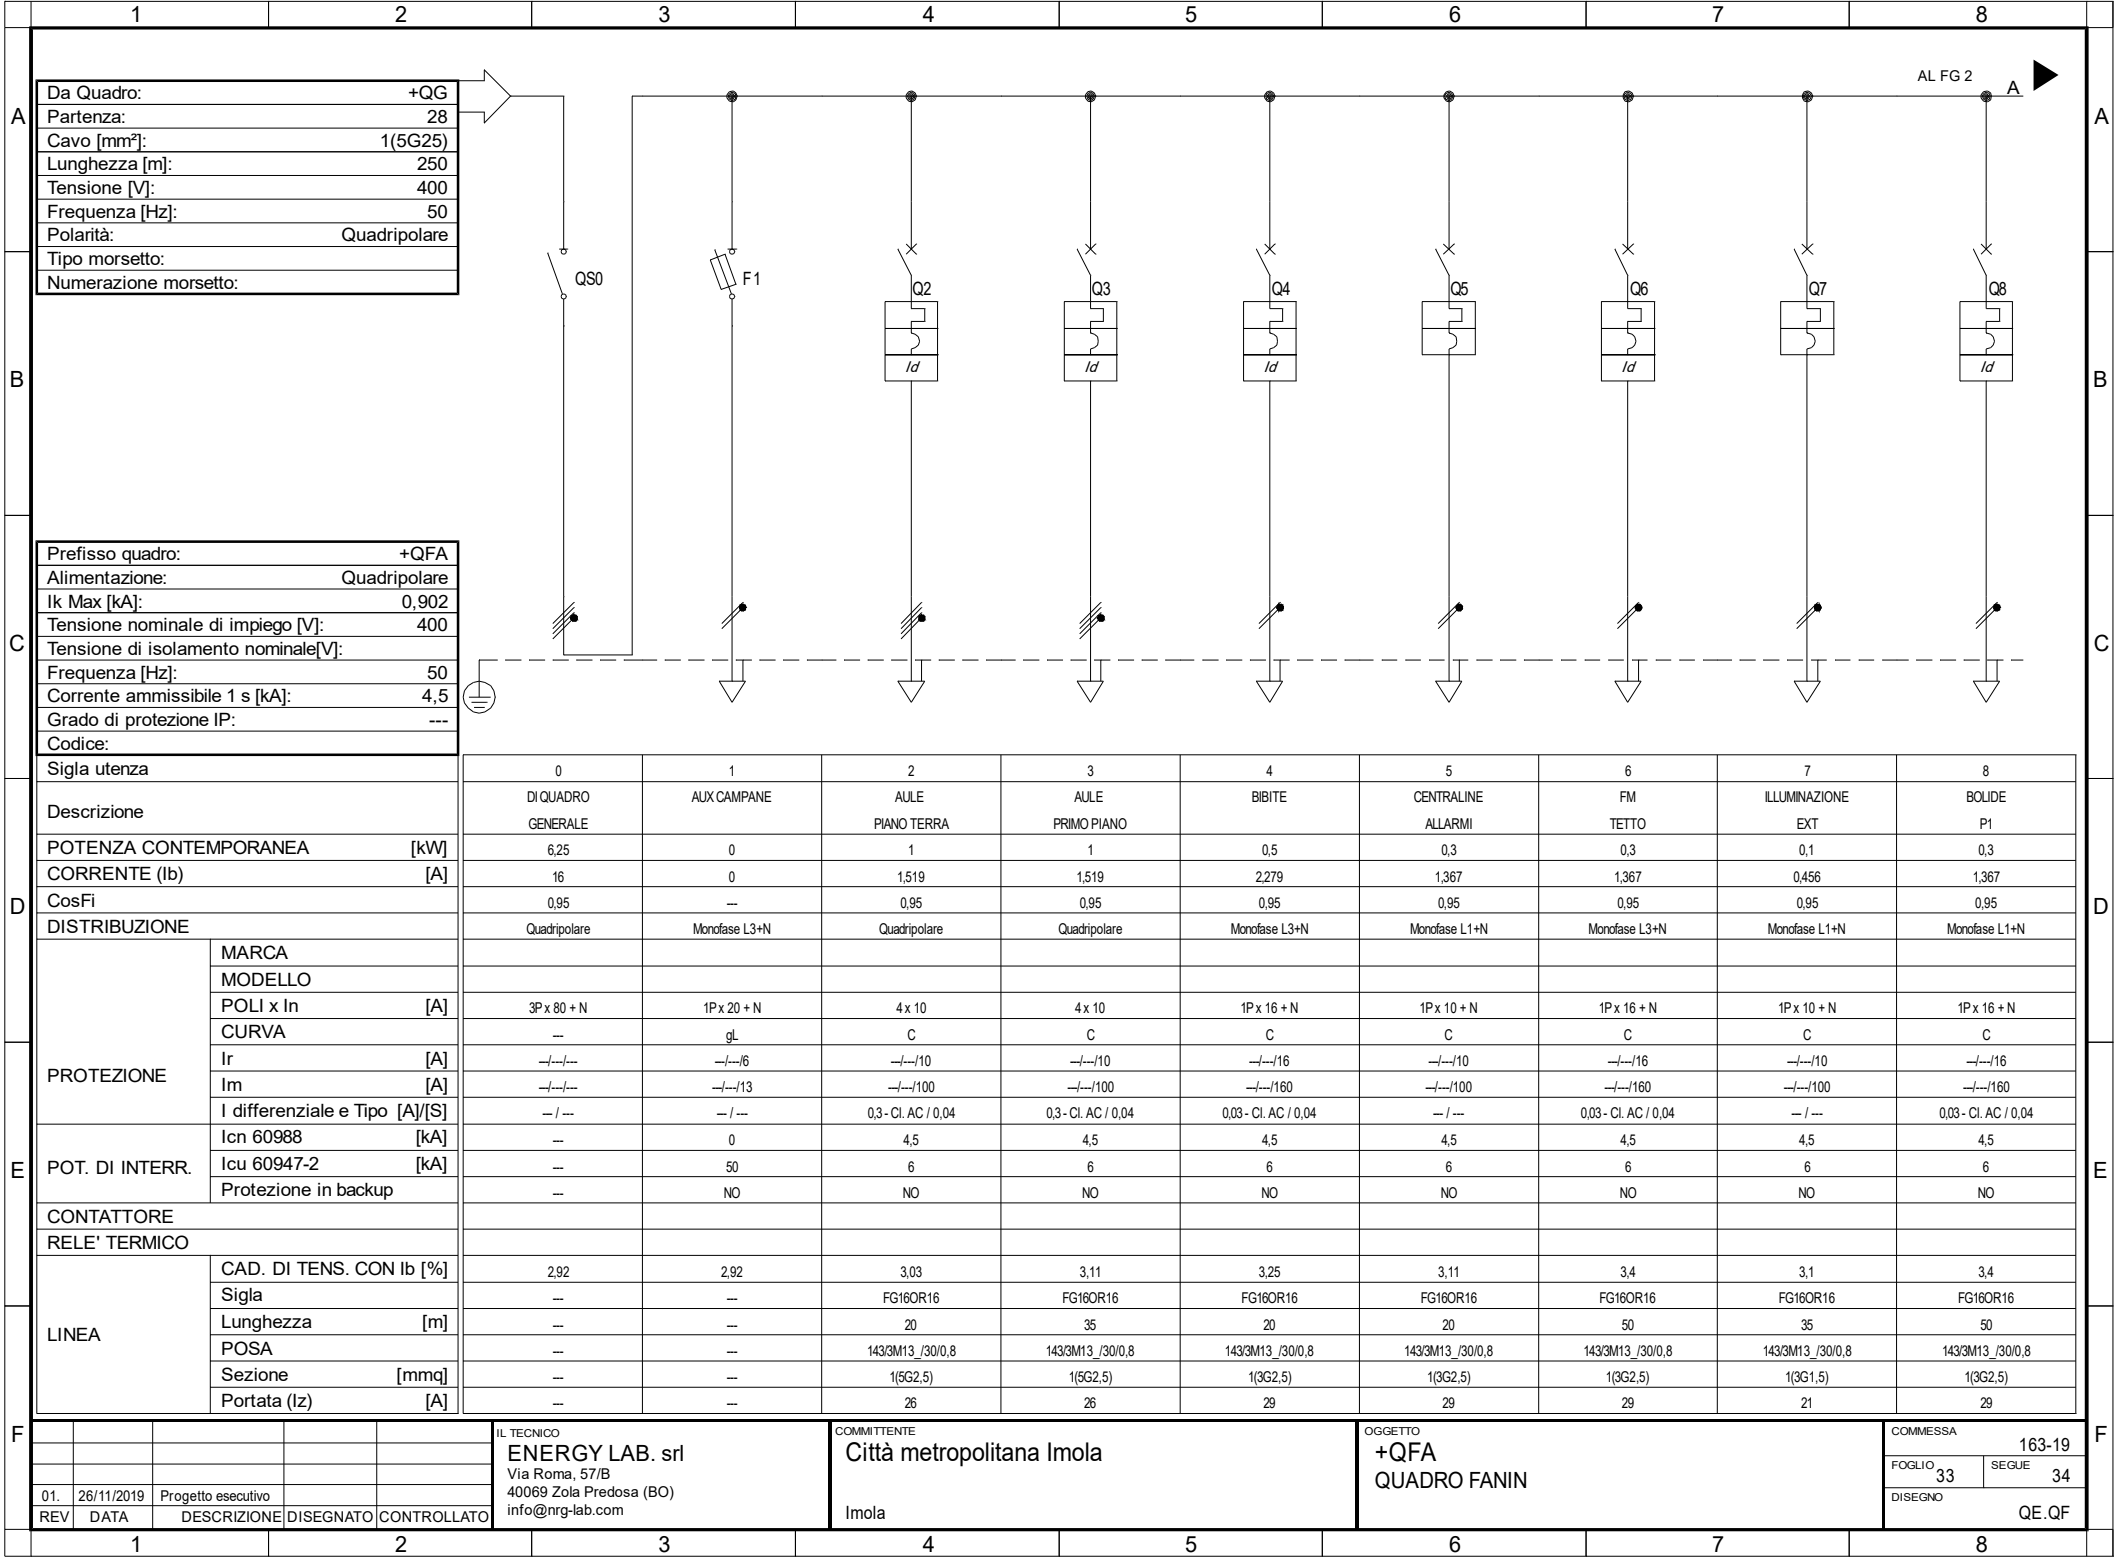 1 2 3 4 5 6 7 8
AL FG 2
A
A A
Da Quadro: +QG
Partenza: 28
Cavo [mm²]: 1(5G25)
Lunghezza [m]: 250
Tensione [V]: 400
Frequenza [Hz]: 50
Polarità: Quadripolare
Tipo morsetto:
Numerazione morsetto:
QS0 F1 Q2 Q3 Q4 Q5 Q6 Q7 Q8
Id Id Id Id Id
B B
Prefisso quadro: +QFA
Alimentazione: Quadripolare
Ik Max [kA]: 0,902
Tensione nominale di impiego [V]: 400
Tensione di isolamento nominale[V]:
Frequenza [Hz]: 50
Corrente ammissibile 1 s [kA]: 4,5
Grado di protezione IP: ---
Codice:
C C
Sigla utenza 0 1 2 3 4 5 6 7 8
Descrizione
DI QUADRO AUX CAMPANE AULE AULE BIBITE CENTRALINE FM ILLUMINAZIONE BOLIDE
GENERALE PIANO TERRA PRIMO PIANO ALLARMI TETTO EXT P1
POTENZA CONTEMPORANEA [kW] 6,25 0 1 1 0,5 0,3 0,3 0,1 0,3
CORRENTE (Ib) [A] 16 0 1,519 1,519 2,279 1,367 1,367 0,456 1,367
CosFi 0,95 --- 0,95 0,95 0,95 0,95 0,95 0,95 0,95
D D
DISTRIBUZIONE Quadripolare Monofase L3+N Quadripolare Quadripolare Monofase L3+N Monofase L1+N Monofase L3+N Monofase L1+N Monofase L1+N
PROTEZIONE
MARCA
MODELLO
POLI x In [A] 3P x 80 + N 1P x 20 + N 4 x 10 4 x 10 1P x 16 + N 1P x 10 + N 1P x 16 + N 1P x 10 + N 1P x 16 + N
CURVA --- gL C C C C C C C
Ir [A] ---/---/--- ---/---/6 ---/---/10 ---/---/10 ---/---/16 ---/---/10 ---/---/16 ---/---/10 ---/---/16
Im [A] ---/---/--- ---/---/13 ---/---/100 ---/---/100 ---/---/160 ---/---/100 ---/---/160 ---/---/100 ---/---/160
I differenziale e Tipo [A]/[S] --- / --- --- / --- 0,3 - Cl. AC / 0,04 0,3 - Cl. AC / 0,04 0,03 - Cl. AC / 0,04 --- / --- 0,03 - Cl. AC / 0,04 --- / --- 0,03 - Cl. AC / 0,04
POT. DI INTERR.
Icn 60988 [kA] --- 0 4,5 4,5 4,5 4,5 4,5 4,5 4,5
Icu 60947-2 [kA] --- 50 6 6 6 6 6 6 6
Protezione in backup --- NO NO NO NO NO NO NO NO
E E
CONTATTORE
RELE' TERMICO
LINEA
CAD. DI TENS. CON Ib [%] 2,92 2,92 3,03 3,11 3,25 3,11 3,4 3,1 3,4
Sigla --- --- FG16OR16 FG16OR16 FG16OR16 FG16OR16 FG16OR16 FG16OR16 FG16OR16
Lunghezza [m] --- --- 20 35 20 20 50 35 50
POSA --- --- 143/3M13_/30/0,8 143/3M13_/30/0,8 143/3M13_/30/0,8 143/3M13_/30/0,8 143/3M13_/30/0,8 143/3M13_/30/0,8 143/3M13_/30/0,8
Sezione [mmq] --- --- 1(5G2,5) 1(5G2,5) 1(3G2,5) 1(3G2,5) 1(3G2,5) 1(3G1,5) 1(3G2,5)
Portata (Iz) [A] --- --- 26 26 29 29 29 21 29
F F
01. 26/11/2019 Progetto esecutivo
REV DATA DESCRIZIONE DISEGNATO CONTROLLATO
IL TECNICO
ENERGY LAB. srl
Via Roma, 57/B
40069 Zola Predosa (BO)
info@nrg-lab.com
COMMITTENTE
Città metropolitana Imola
Imola
OGGETTO
+QFA
QUADRO FANIN
COMMESSA
163-19
FOGLIO 33 SEGUE 34
DISEGNO
QE.QF
1 2 3 4 5 6 7 8